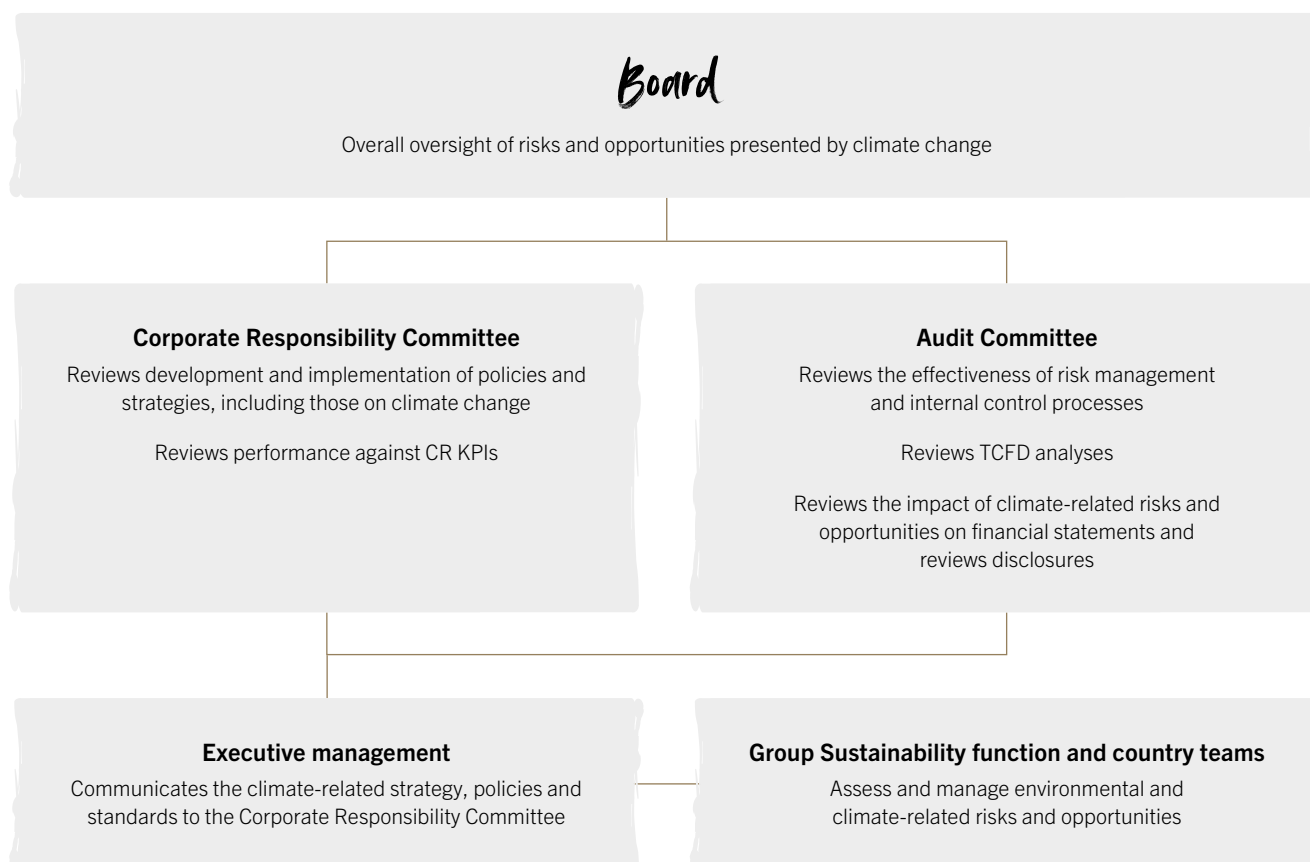 Board
Overall oversight of risks and opportunities presented by climate change
Corporate Responsibility Committee
Reviews development and implementation of policies and
strategies, including those on climate change
Reviews performance against CR KPIs
Audit Committee
Reviews the effectiveness of risk management
and internal control processes
Reviews TCFD analyses
Reviews the impact of climate-related risks and
opportunities on financial statements and
reviews disclosures
Executive management
Communicates the climate-related strategy, policies and
standards to the Corporate Responsibility Committee
Group Sustainability function and country teams
Assess and manage environmental and
climate-related risks and opportunities